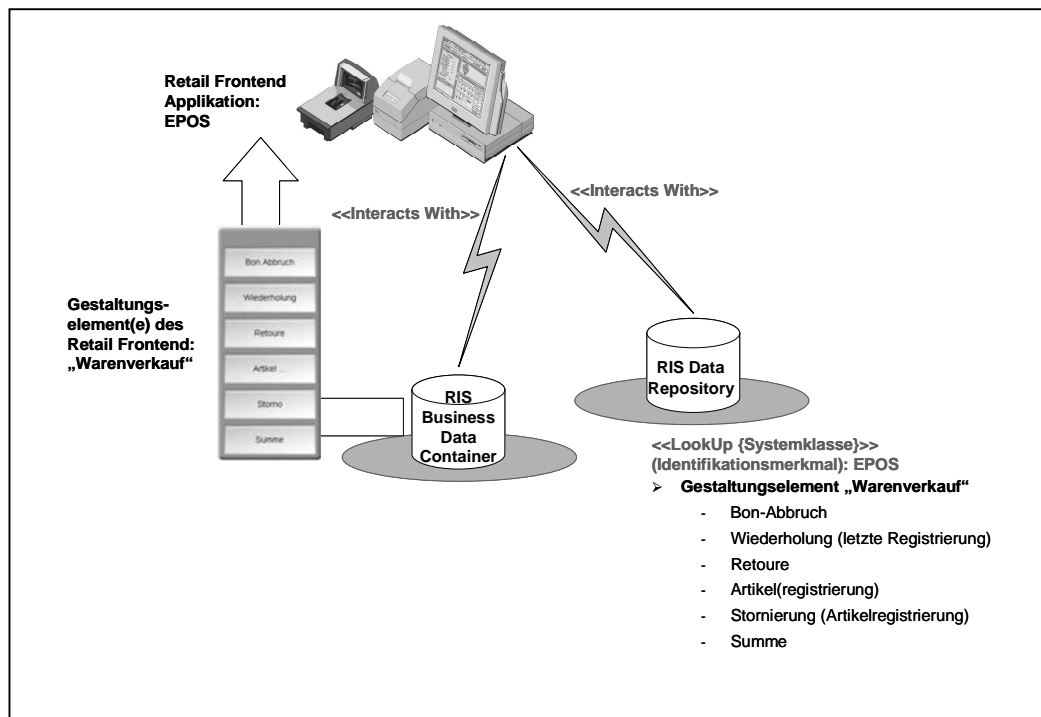 Retail Frontend
Applikation:
EPOS
<<Interacts With>>
<<Interacts With>>
Bon Abbruch
Wiederholung
Retoure
Artikel ...
Storno
Summe
Gestaltungs-
element(e) des
Retail Frontend:
„Warenverkauf“
RIS
Business
Data
Container
RIS Data
Repository
<<LookUp {Systemklasse}>>
(Identifikationsmerkmal): EPOS
➢ Gestaltungselement „Warenverkauf“
- Bon-Abbruch
- Wiederholung (letzte Registrierung)
- Retoure
- Artikel(registrierung)
- Stornierung (Artikelregistrierung)
- Summe